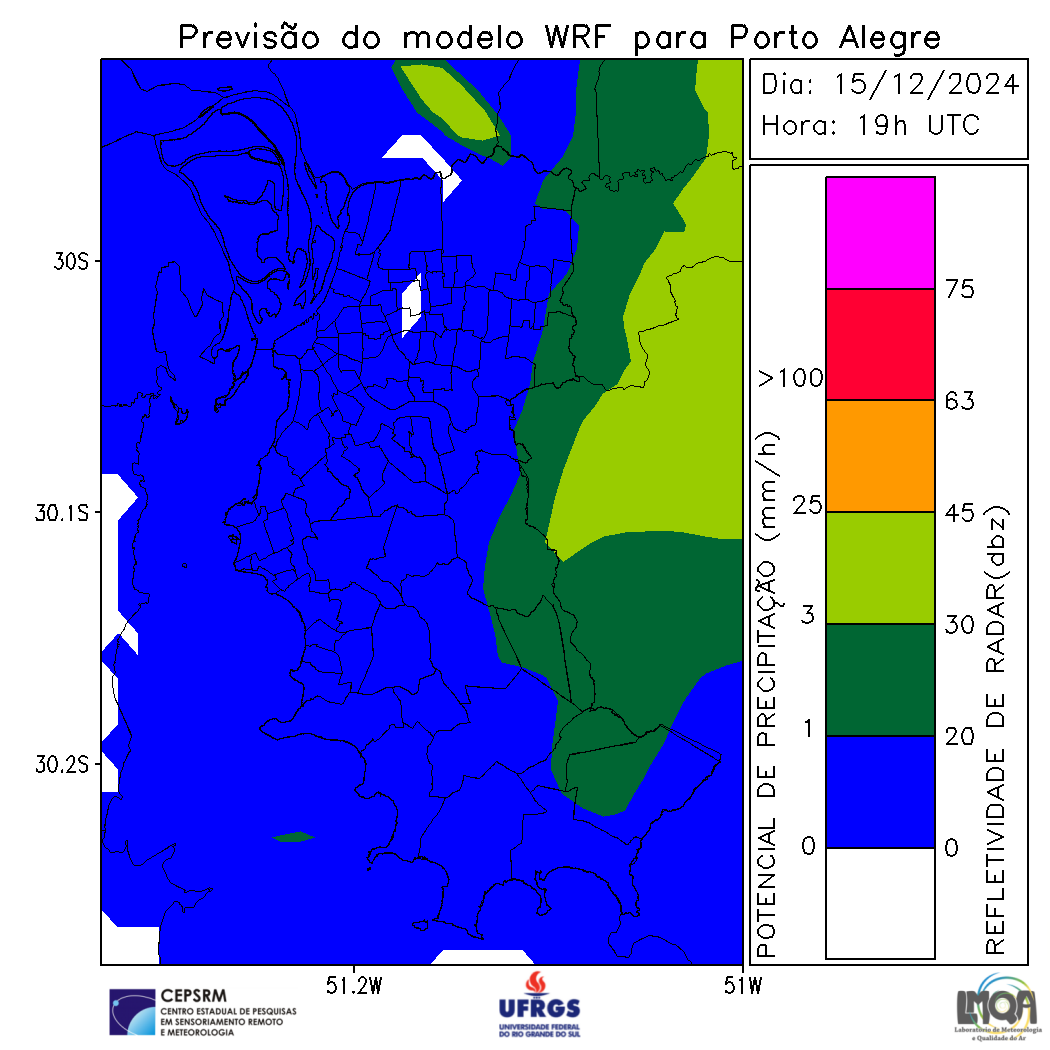 Previsão do modelo WRF para Porto Alegre
Dia: 15/12/2024
Hora: 19h UTC
30S
30.1S
30.2S
51.2W
51W
POTENCIAL DE PRECIPITAÇÃO (mm/h)
>100
25
3
1
0
75
63
45
30
20
0
REFLETIVIDADE DE RADAR(dbz)
CEPSRM
CENTRO ESTADUAL DE PESQUISAS
EM SENSORIAMENTO REMOTO
E METEOROLOGIA
UFRGS
UNIVERSIDADE FEDERAL
DO RIO GRANDE DO SUL
LMQA
Laboratório de Meteorologia
e Qualidade do Ar